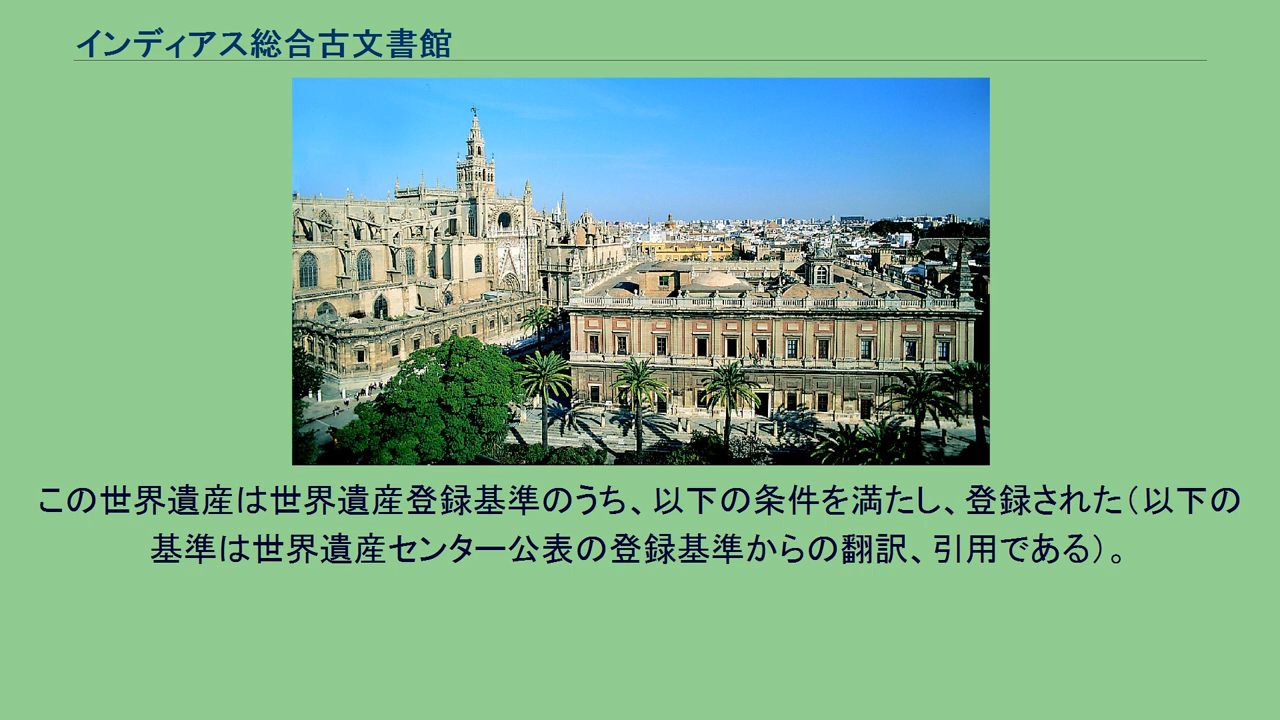 インディアス総合古文書館
この世界遺産は世界遺産登録基準のうち、以下の条件を満たし、登録された（以下の
基準は世界遺産センター公表の登録基準からの翻訳、引用である）。